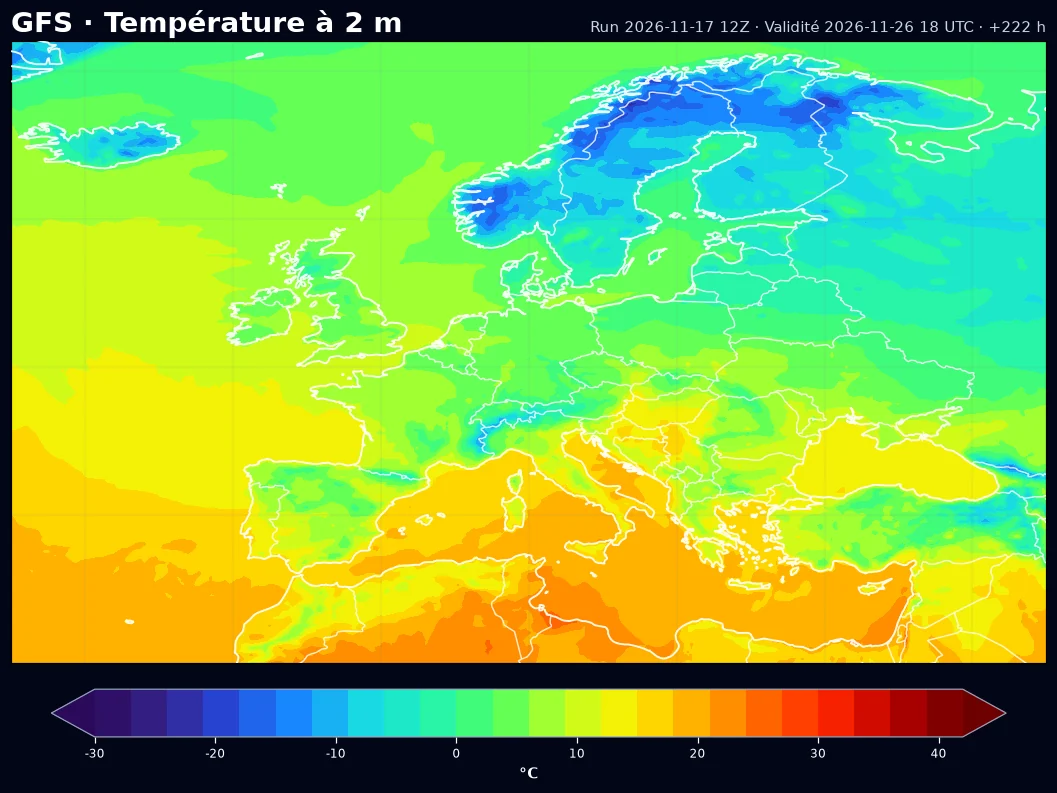 GFS · Température à 2 m
Run 2026-11-17 12Z · Validité 2026-11-26 18 UTC · +222 h
-30 -20 -10 0 10 20 30 40
°C